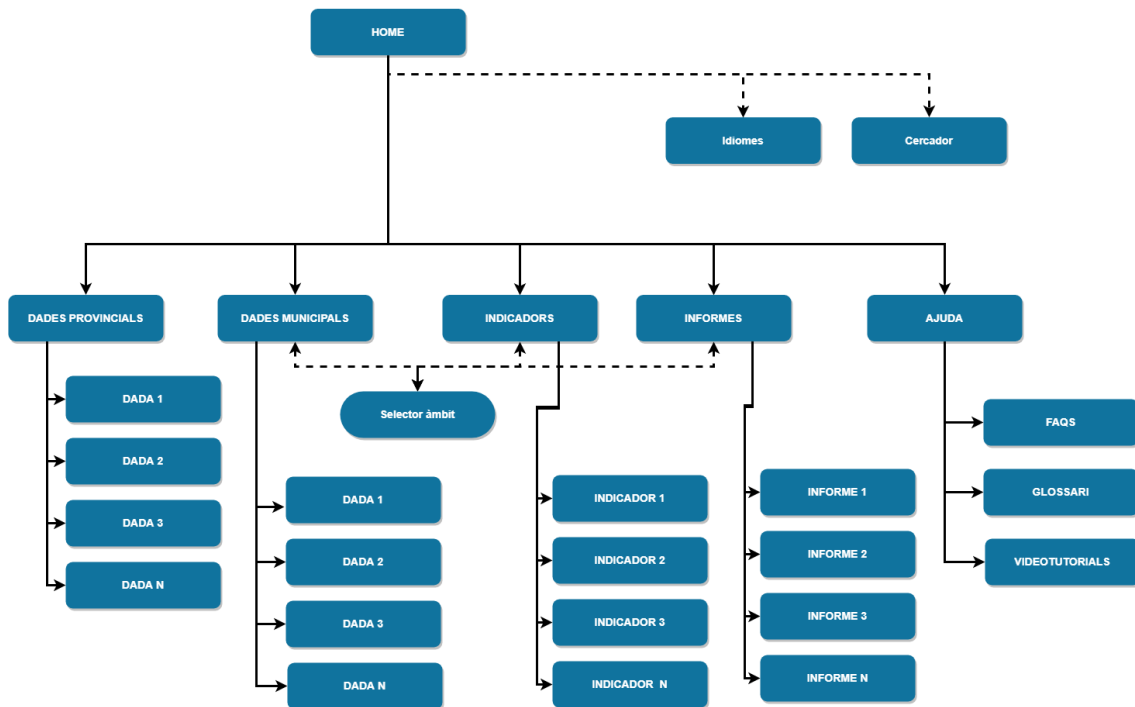 HOME
Idiomes
Cercador
DADES PROVINCIALS
DADES MUNICIPALS
INDICADORS
INFORMES
AJUDA
Selector àmbit
DADA 1
DADA 2
DADA 3
DADA N
DADA 1
DADA 2
DADA 3
DADA N
INDICADOR 1
INDICADOR 2
INDICADOR 3
INDICADOR N
INFORME 1
INFORME 2
INFORME 3
INFORME N
FAQS
GLOSSARI
VIDEOTUTORIALS